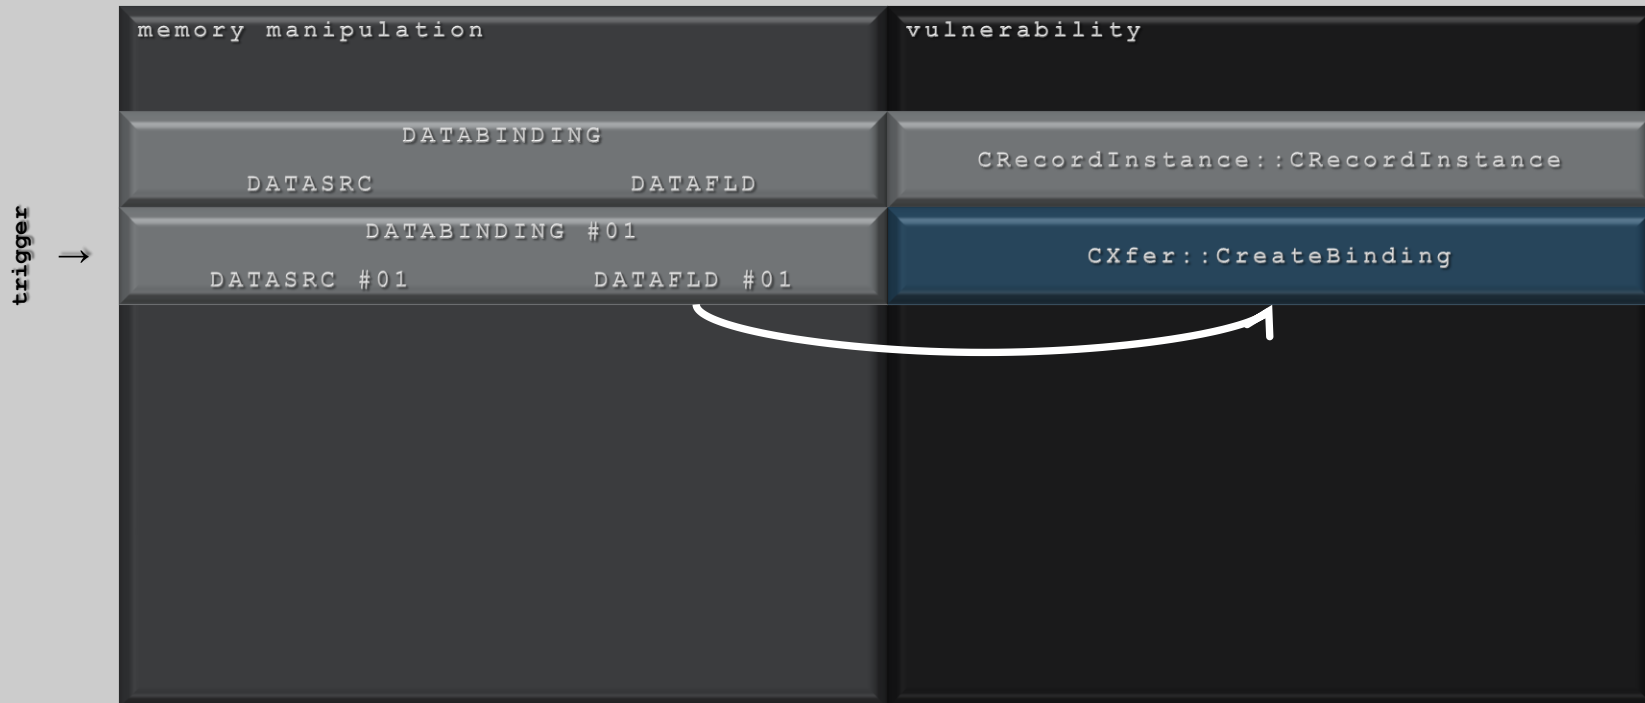 memory manipulation
vulnerability
DATABINDING
DATASRC DATAFLD
CRecordInstance::CRecordInstance
trigger →
DATABINDING #01
DATASRC #01 DATAFLD #01
CXfer::CreateBinding